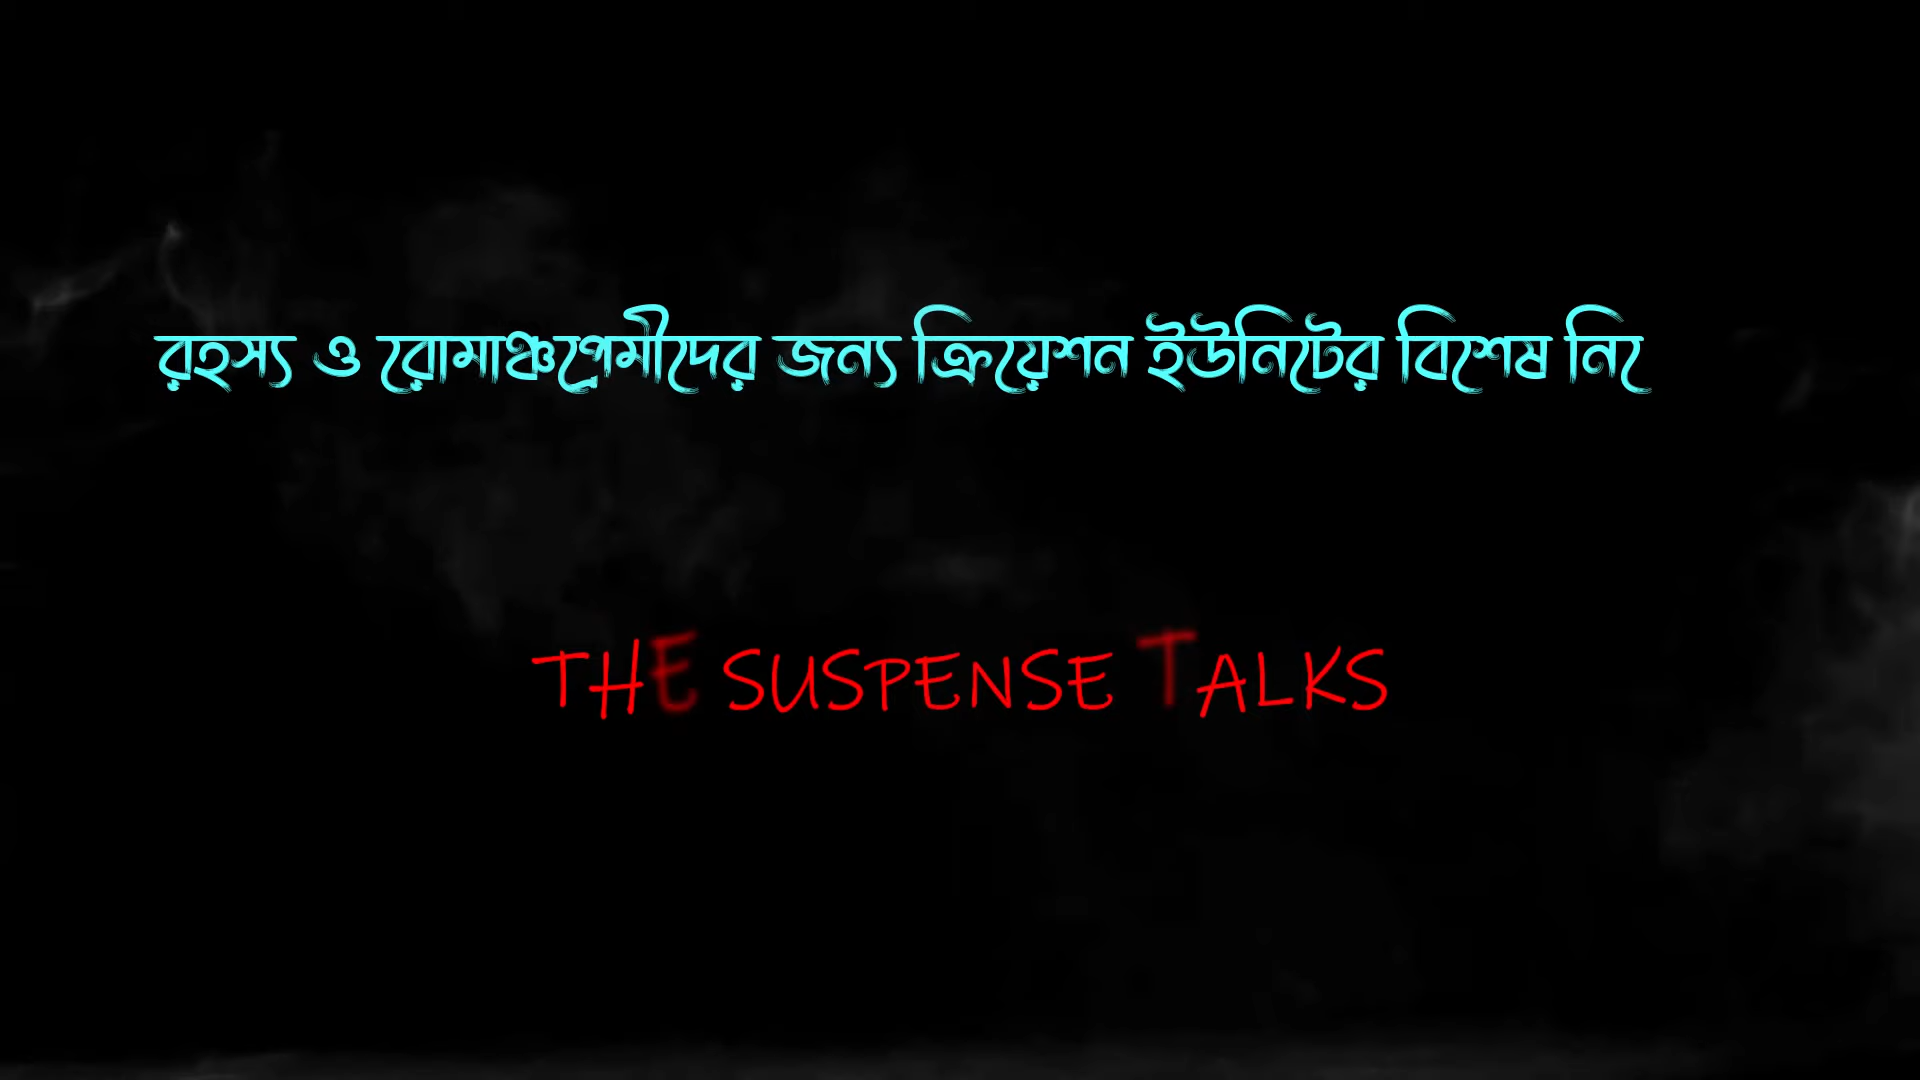 রহস্য ও রোমাঞ্চপ্রেমীদের জন্য ক্রিয়েশন ইউনিটের বিশেষ নিে
THE SUSPENSE TALKS